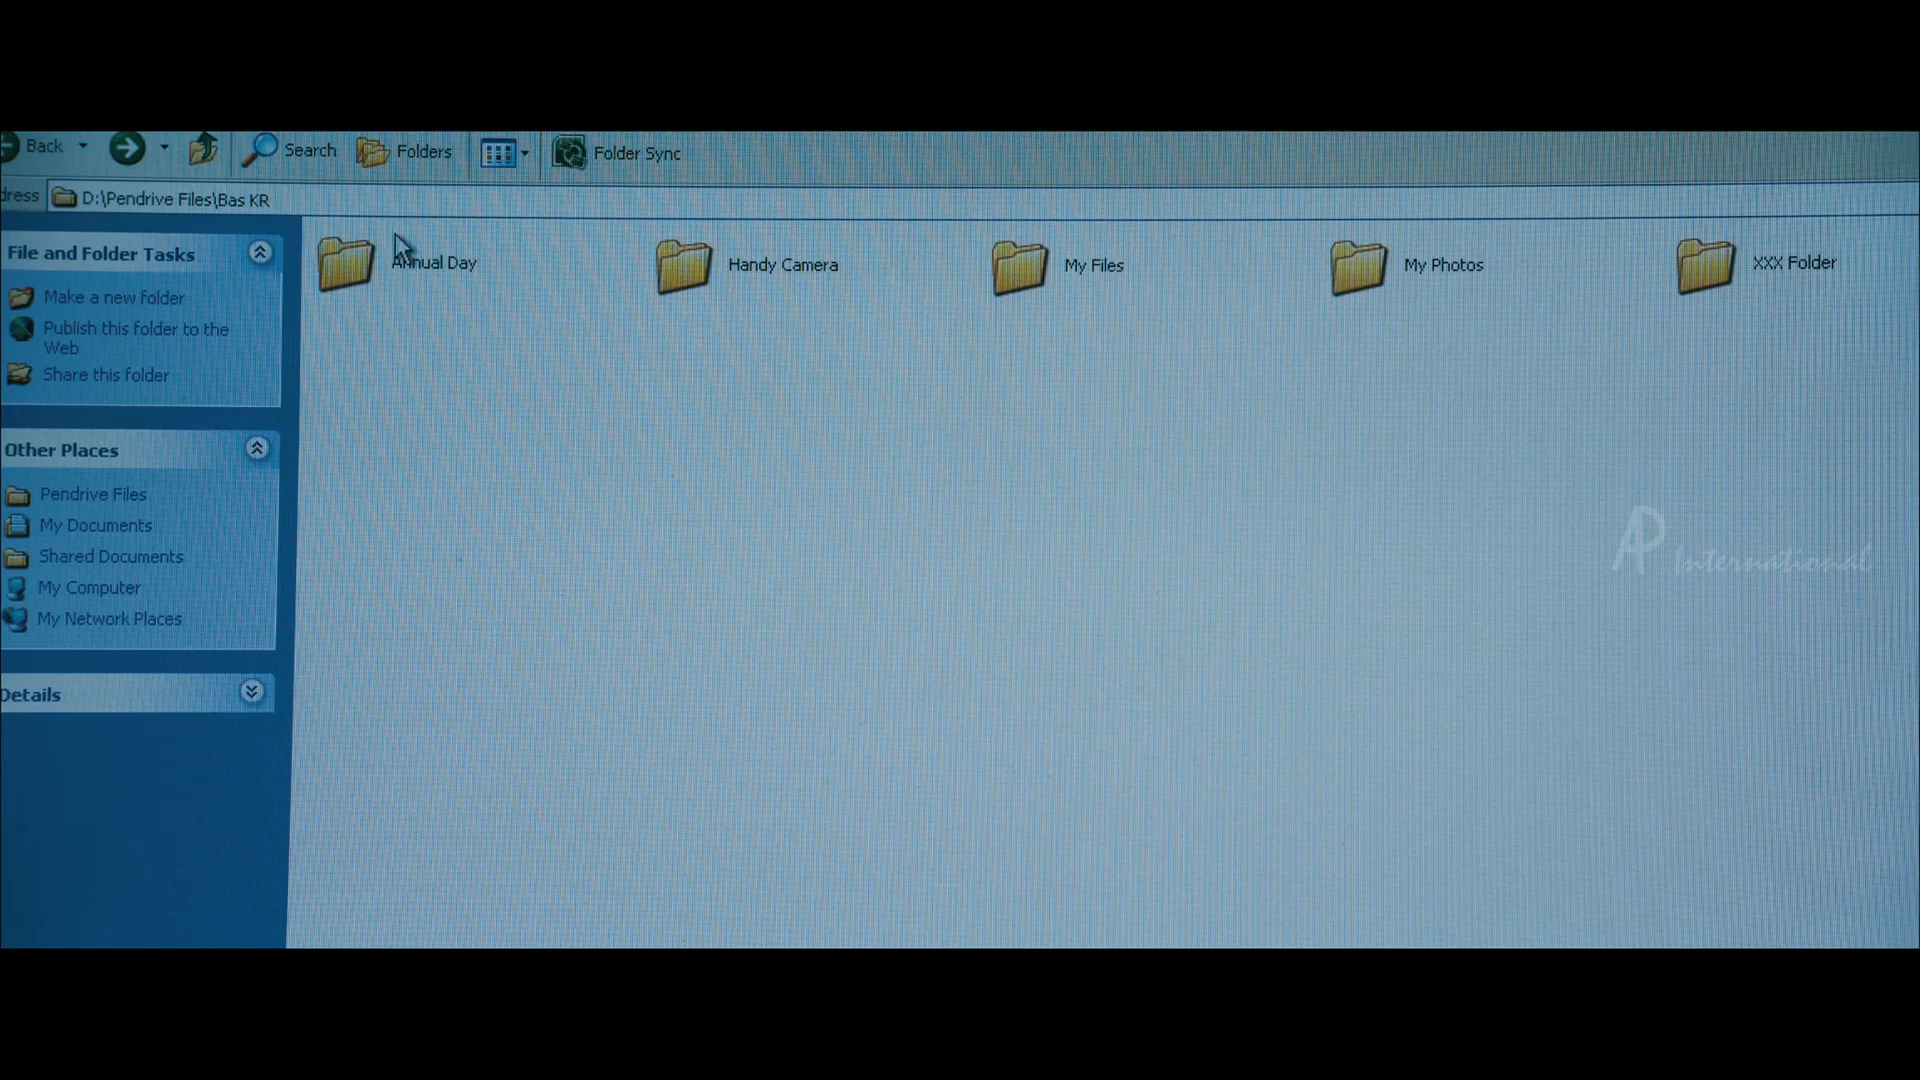 Back
Search
Folders
Folder Sync
dress
D:\Pendrive Files\Bas KR
File and Folder Tasks
Make a new folder
Publish this folder to the
Web
Share this folder
Other Places
Pendrive Files
My Documents
Shared Documents
My Computer
My Network Places
Details
Annual Day
Handy Camera
My Files
My Photos
XXX Folder
AP International